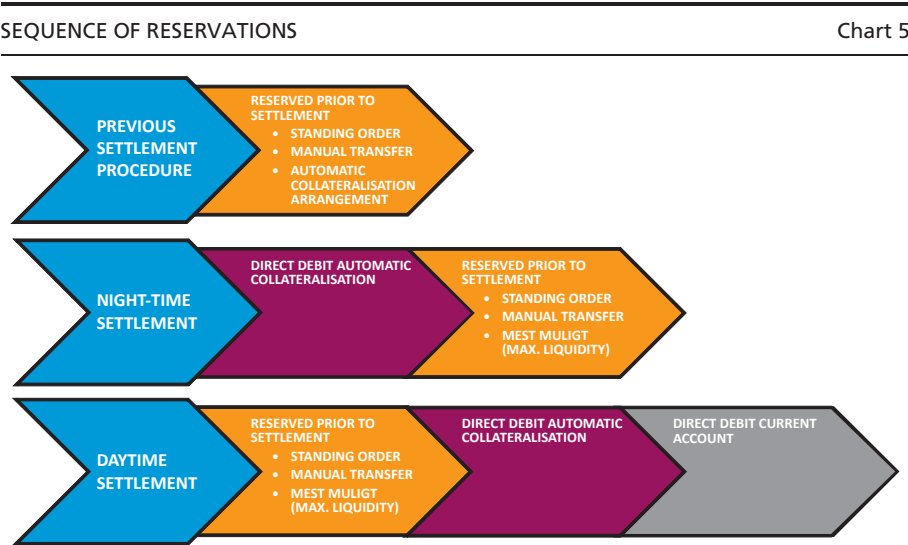 SEQUENCE OF RESERVATIONS Chart 5
PREVIOUS
SETTLEMENT
PROCEDURE
RESERVED PRIOR TO
SETTLEMENT
• STANDING ORDER
• MANUAL TRANSFER
• AUTOMATIC
COLLATERALISATION
ARRANGEMENT
NIGHT-TIME
SETTLEMENT
DIRECT DEBIT AUTOMATIC
COLLATERALISATION
RESERVED PRIOR TO
SETTLEMENT
• STANDING ORDER
• MANUAL TRANSFER
• MEST MULIGT
(MAX. LIQUIDITY)
DAYTIME
SETTLEMENT
RESERVED PRIOR TO
SETTLEMENT
• STANDING ORDER
• MANUAL TRANSFER
• MEST MULIGT
(MAX. LIQUIDITY)
DIRECT DEBIT AUTOMATIC
COLLATERALISATION
DIRECT DEBIT CURRENT
ACCOUNT